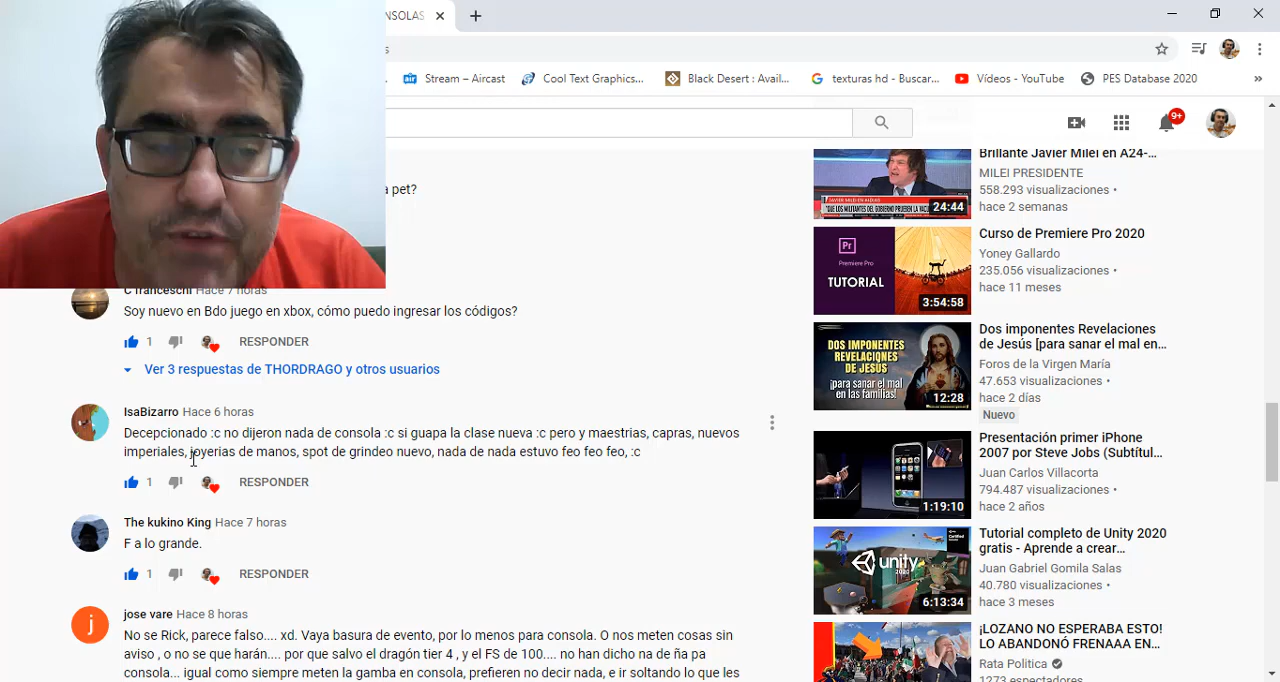 NSOLAS
s
Stream – Aircast
Cool Text Graphics...
Black Desert : Avail...
texturas hd - Buscar...
Vídeos - YouTube
PES Database 2020
»
9+
a pet?
C franceschi Hace 7 horas
Soy nuevo en Bdo juego en xbox, cómo puedo ingresar los códigos?
1 RESPONDER
Ver 3 respuestas de THORDRAGO y otros usuarios
IsaBizarro Hace 6 horas
Decepcionado :c no dijeron nada de consola :c si guapa la clase nueva :c pero y maestrias, capras, nuevos
imperiales, joyerias de manos, spot de grindeo nuevo, nada de nada estuvo feo feo feo, :c
1 RESPONDER
The kukino King Hace 7 horas
F a lo grande.
1 RESPONDER
j
jose vare Hace 8 horas
No se Rick, parece falso.... xd. Vaya basura de evento, por lo menos para consola. O nos meten cosas sin
aviso o no se que harán.... por que salvo el dragón tier 4 , y el FS de 100.... no han dicho na de ña pa
consola... igual como siempre meten la gamba en consola, prefieren no decir nada, e ir soltando lo que les
24:44
Brillante Javier Milei en A24-...
MILEI PRESIDENTE
558.293 visualizaciones •
hace 2 semanas
Pr
Premiere Pro
TUTORIAL
3:54:58
Curso de Premiere Pro 2020
Yoney Gallardo
235.056 visualizaciones •
hace 11 meses
DOS IMPONENTES
REVELACIONES
DE JESÚS
¡para sanar el mal
en las familias!
12:28
Dos imponentes Revelaciones
de Jesús [para sanar el mal en...
Foros de la Virgen María
47.653 visualizaciones •
hace 2 días
Nuevo
1:19:10
Presentación primer iPhone
2007 por Steve Jobs (Subtítul...
Juan Carlos Villacorta
794.487 visualizaciones •
hace 2 años
unity
2020
6:13:34
Tutorial completo de Unity 2020
gratis - Aprende a crear...
Juan Gabriel Gomila Salas
40.780 visualizaciones •
hace 3 meses
¡LOZANO NO ESPERABA ESTO!
LO ABANDONÓ FRENAAA EN...
Rata Politica
1273 espectadores